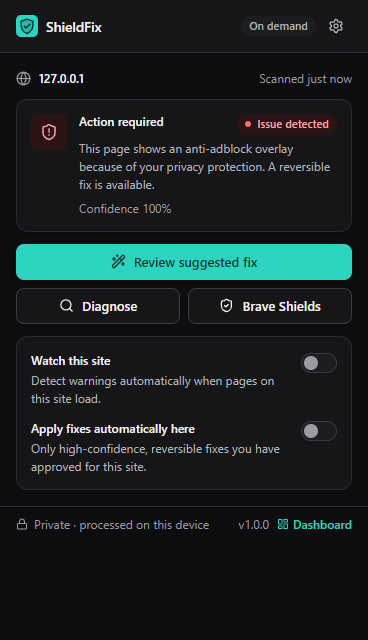 ShieldFix
On demand
127.0.0.1
Scanned just now
Action required
Issue detected
This page shows an anti-adblock overlay
because of your privacy protection. A reversible
fix is available.
Confidence 100%
Review suggested fix
Diagnose
Brave Shields
Watch this site
Detect warnings automatically when pages on
this site load.
Apply fixes automatically here
Only high-confidence, reversible fixes you have
approved for this site.
Private · processed on this device
v1.0.0
Dashboard